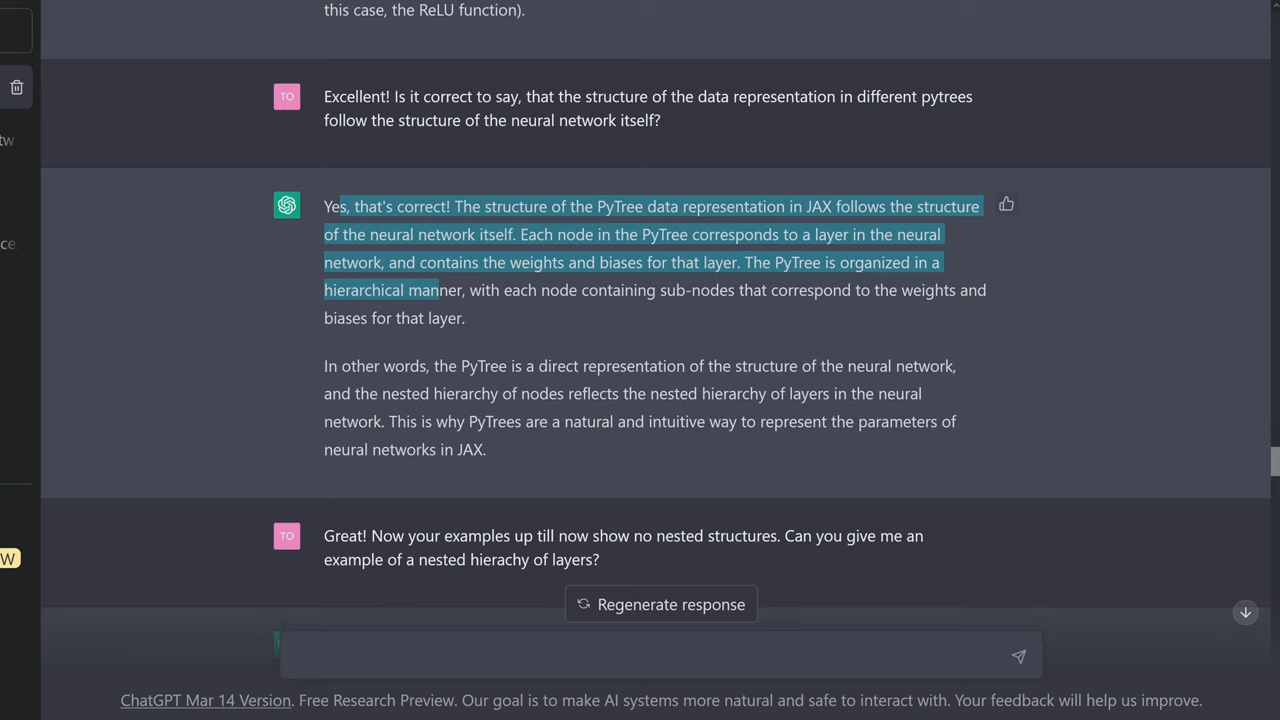 this case, the ReLU function).
TO
Excellent! Is it correct to say, that the structure of the data representation in different pytrees
follow the structure of the neural network itself?
tw
Yes, that's correct! The structure of the PyTree data representation in JAX follows the structure
of the neural network itself. Each node in the PyTree corresponds to a layer in the neural
ce.
network, and contains the weights and biases for that layer. The PyTree is organized in a
hierarchical manner, with each node containing sub-nodes that correspond to the weights and
biases for that layer.
In other words, the PyTree is a direct representation of the structure of the neural network,
and the nested hierarchy of nodes reflects the nested hierarchy of layers in the neural
network. This is why PyTrees are a natural and intuitive way to represent the parameters of
neural networks in JAX.
TO
Great! Now your examples up till now show no nested structures. Can you give me an
example of a nested hierachy of layers?
W
Regenerate response
ChatGPT Mar 14 Version. Free Research Preview. Our goal is to make AI systems more natural and safe to interact with. Your feedback will help us improve.